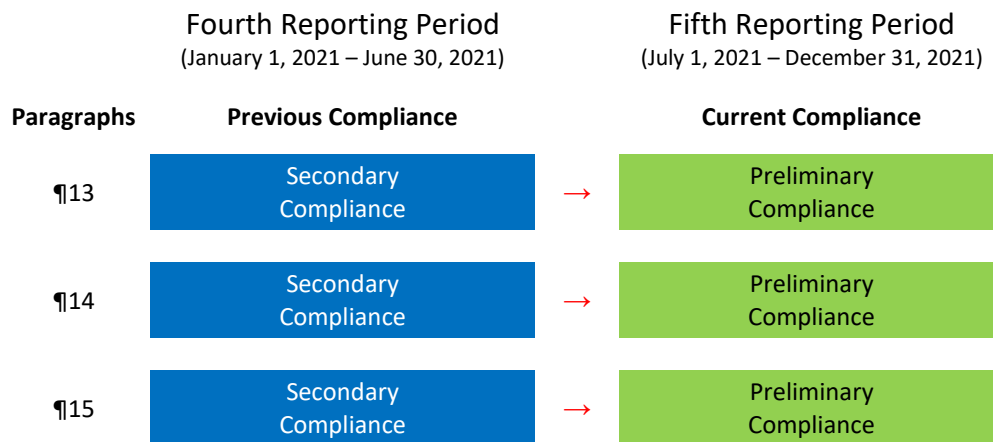 Fourth Reporting Period Fifth Reporting Period
(January 1, 2021 – June 30, 2021) (July 1, 2021 – December 31, 2021)
Paragraphs Previous Compliance Current Compliance
¶13 Secondary Compliance → Preliminary Compliance
¶14 Secondary Compliance → Preliminary Compliance
¶15 Secondary Compliance → Preliminary Compliance